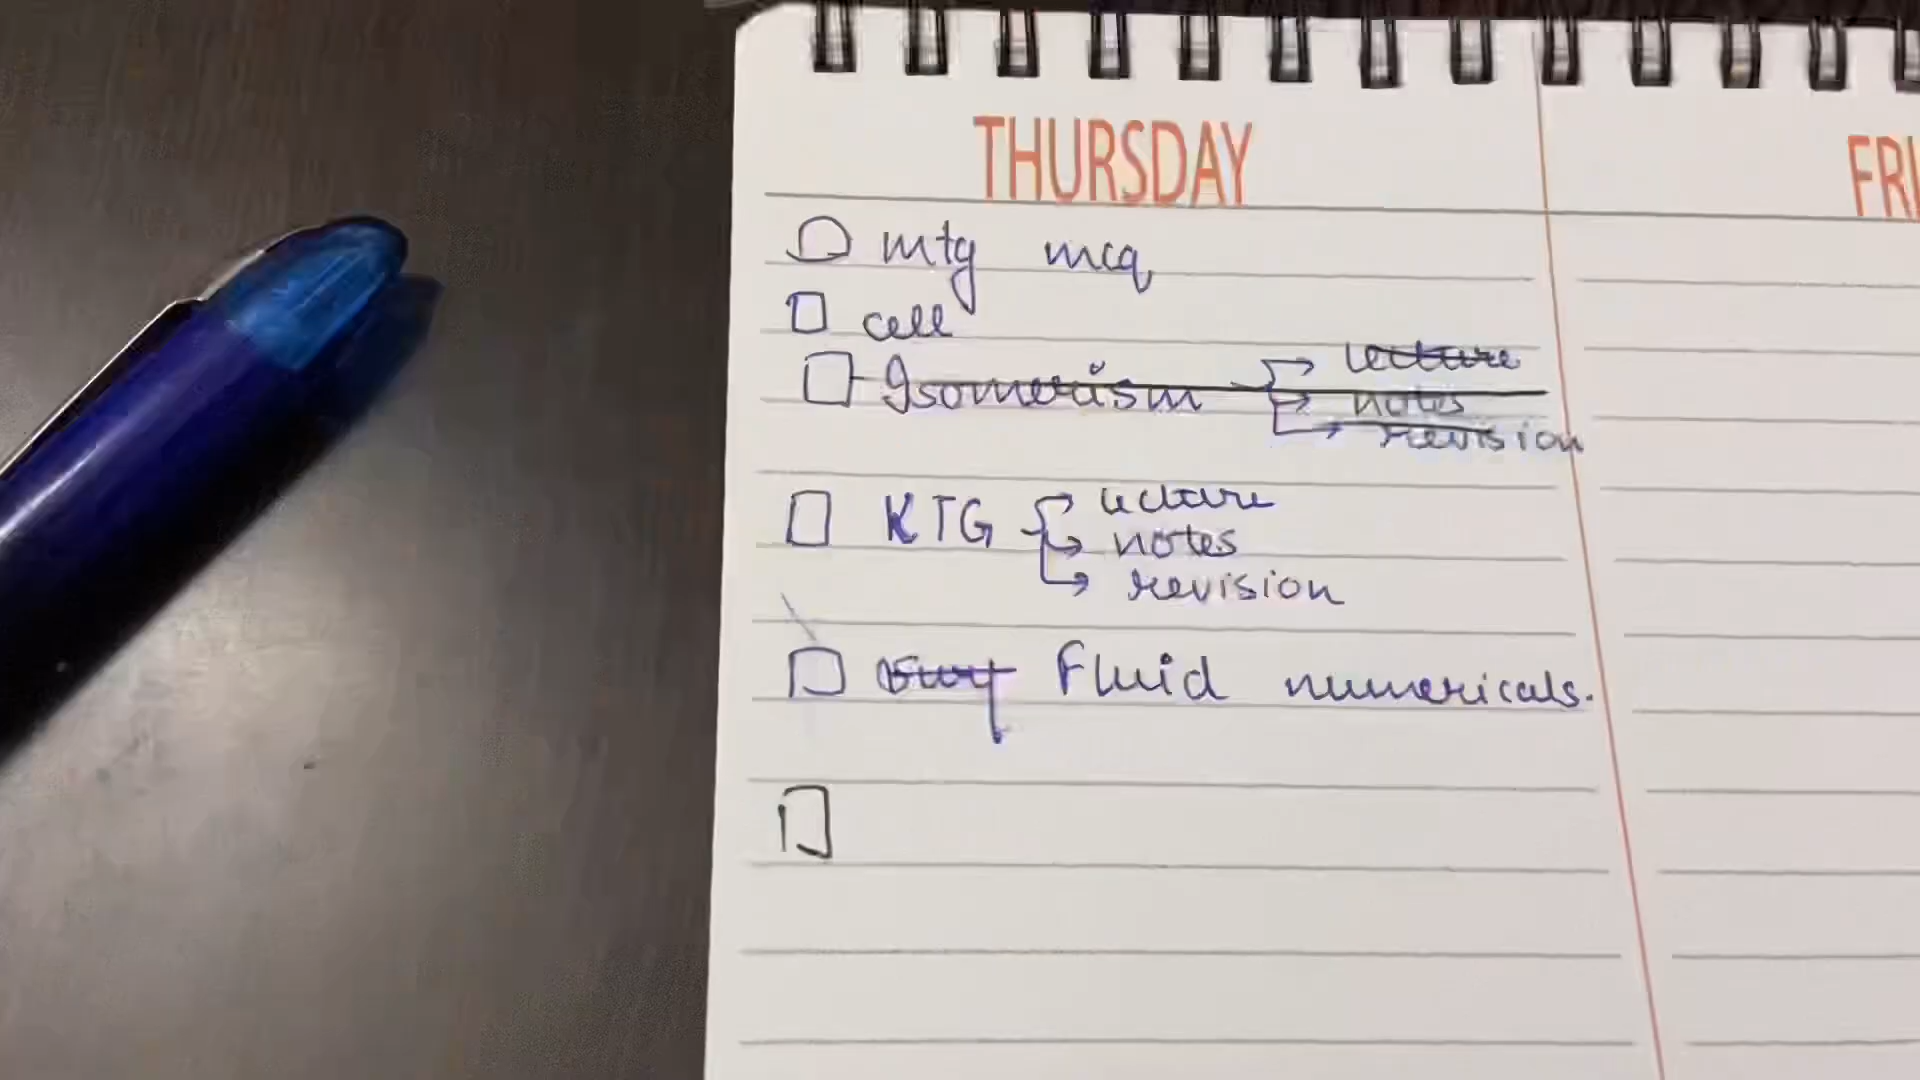 THURSDAY
FRI
mtg mcq
cell
Isomerism → lecture
→ notes
→ revision
KTG → lecture
→ notes
→ revision
Fluid numericals.